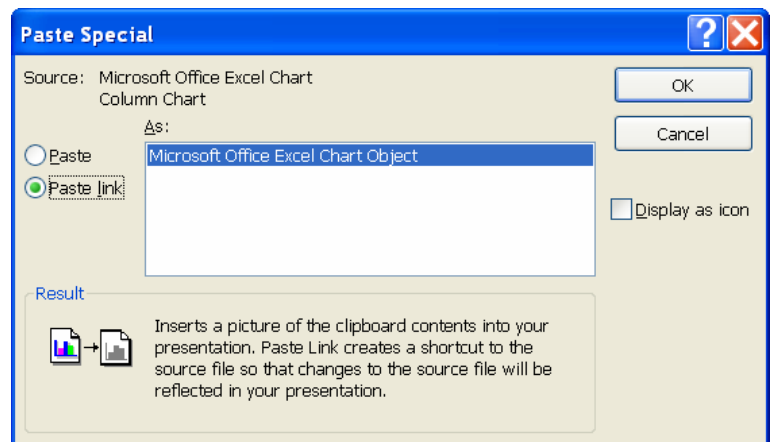 Paste Special
Source: Microsoft Office Excel Chart
Column Chart
As:
Paste
Paste link
Microsoft Office Excel Chart Object
OK
Cancel
Display as icon
Result
Inserts a picture of the clipboard contents into your
presentation. Paste Link creates a shortcut to the
source file so that changes to the source file will be
reflected in your presentation.